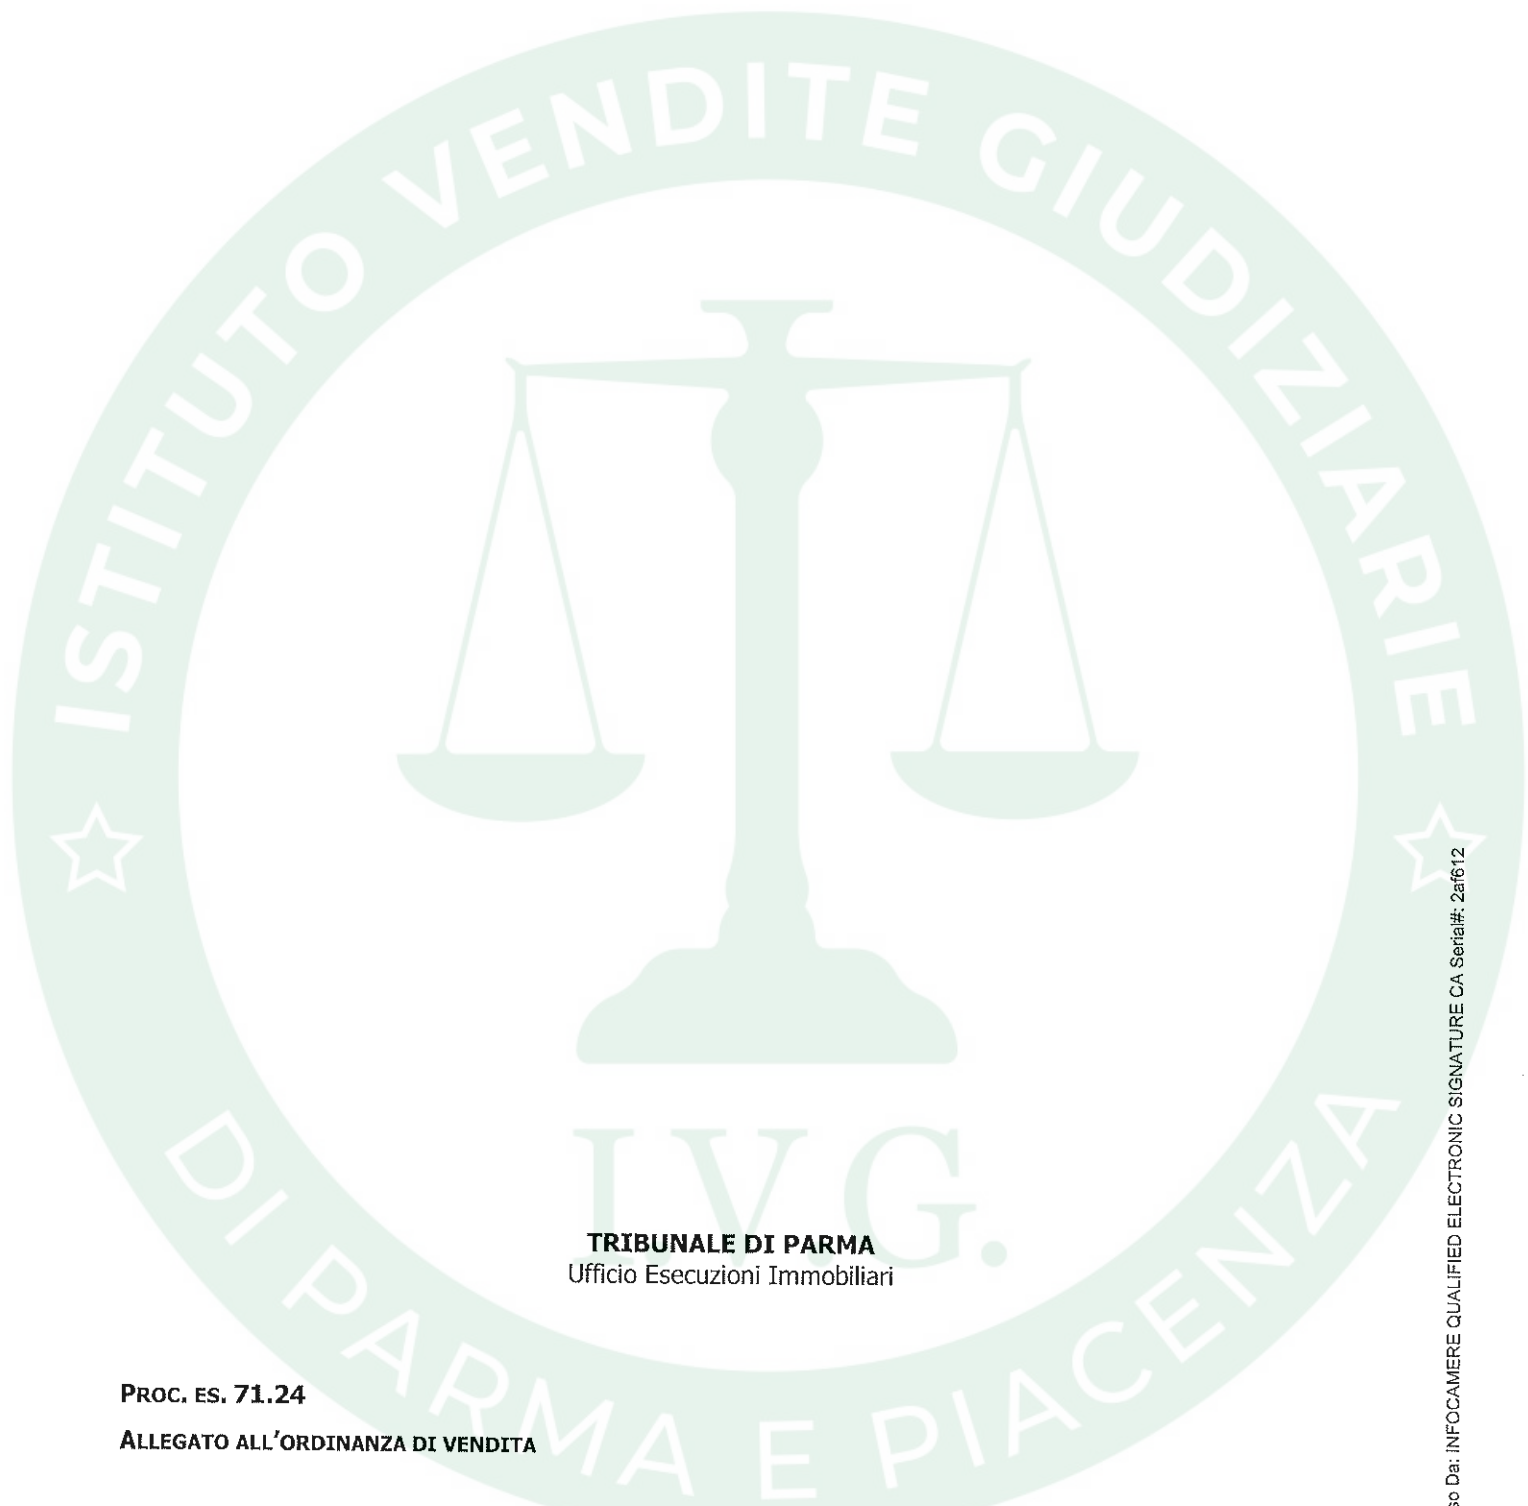 ISTITUTO VENDITE GIUDIZIARIE
I.V.G.
TRIBUNALE DI PARMA
Ufficio Esecuzioni Immobiliari
PROC. ES. 71.24
ALLEGATO ALL'ORDINANZA DI VENDITA
DI PARMA E PIACENZA
so Da: INFOCAMERE QUALIFIED ELECTRONIC SIGNATURE CA Serial#: 2af612